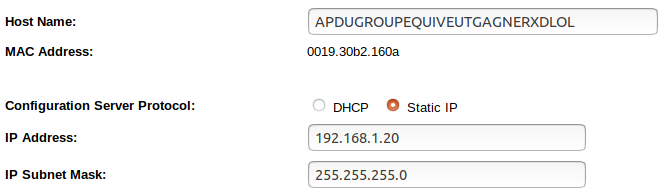 Host Name: APDUGROUPEQUIVEUTGAGNERXDLOL
MAC Address: 0019.30b2.160a
Configuration Server Protocol: DHCP Static IP
IP Address: 192.168.1.20
IP Subnet Mask: 255.255.255.0